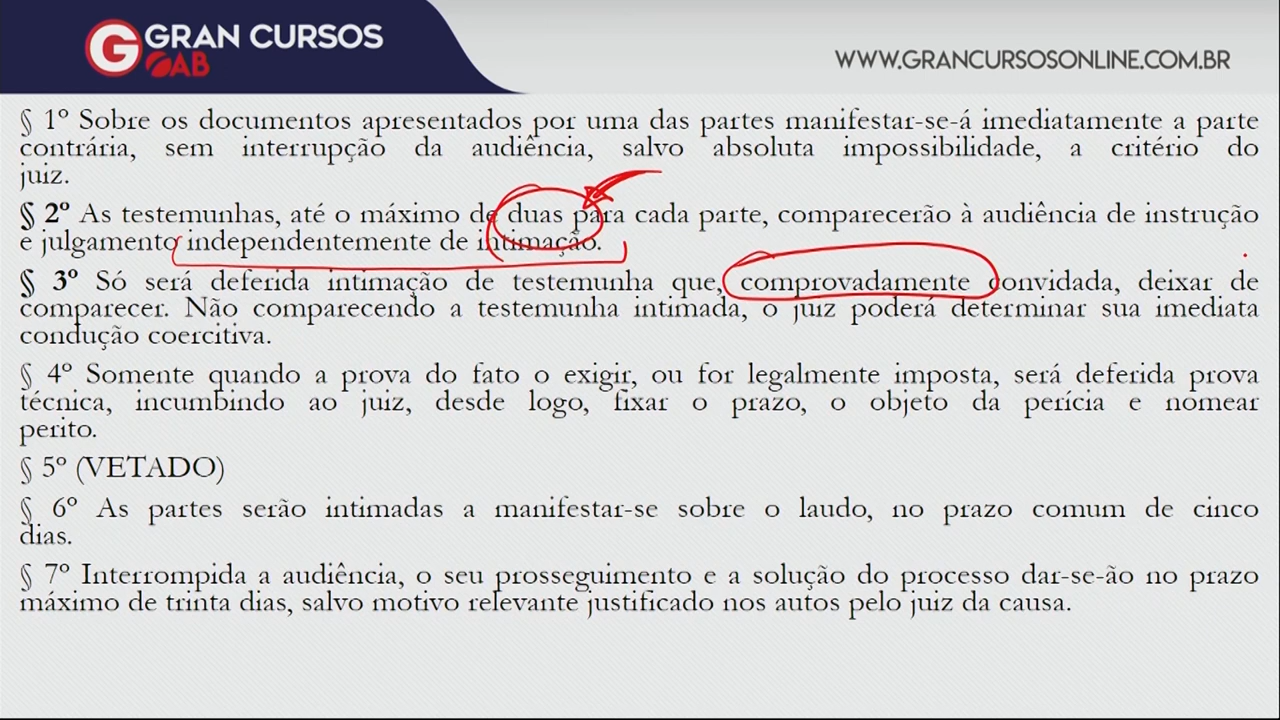 GRAN CURSOS
OAB
WWW.GRANCURSOSONLINE.COM.BR
§ 1º Sobre os documentos apresentados por uma das partes manifestar-se-á imediatamente a parte
contrária, sem interrupção da audiência, salvo absoluta impossibilidade, a critério do
juiz.
§ 2º As testemunhas, até o máximo de duas para cada parte, comparecerão à audiência de instrução
e julgamento independentemente de intimação.
§ 3º Só será deferida intimação de testemunha que, comprovadamente convidada, deixar de
comparecer. Não comparecendo a testemunha intimada, o juiz poderá determinar sua imediata
condução coercitiva.
§ 4º Somente quando a prova do fato o exigir, ou for legalmente imposta, será deferida prova
técnica, incumbindo ao juiz, desde logo, fixar o prazo, o objeto da perícia e nomear
perito.
§ 5º (VETADO)
§ 6º As partes serão intimadas a manifestar-se sobre o laudo, no prazo comum de cinco
dias.
§ 7º Interrompida a audiência, o seu prosseguimento e a solução do processo dar-se-ão no prazo
máximo de trinta dias, salvo motivo relevante justificado nos autos pelo juiz da causa.